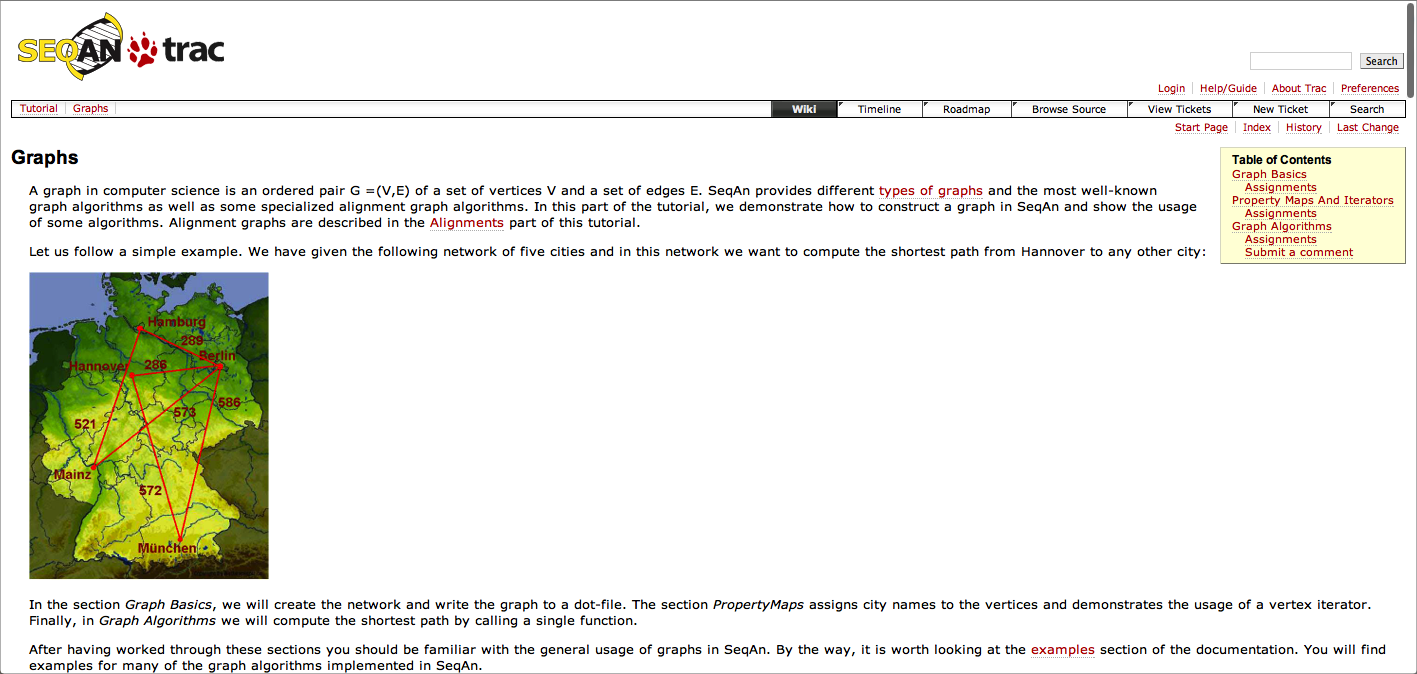 SEQAN trac
Search
Login Help/Guide About Trac Preferences
Tutorial Graphs Wiki Timeline Roadmap Browse Source View Tickets New Ticket Search
Start Page Index History Last Change
Graphs
A graph in computer science is an ordered pair G =(V,E) of a set of vertices V and a set of edges E. SeqAn provides different types of graphs and the most well-known
graph algorithms as well as some specialized alignment graph algorithms. In this part of the tutorial, we demonstrate how to construct a graph in SeqAn and show the usage
of some algorithms. Alignment graphs are described in the Alignments part of this tutorial.
Let us follow a simple example. We have given the following network of five cities and in this network we want to compute the shortest path from Hannover to any other city:
Table of Contents
Graph Basics
Assignments
Property Maps And Iterators
Assignments
Graph Algorithms
Assignments
Submit a comment
Hamburg
289
Berlin
Hannover 286
586
573
521
Mainz
572
München
In the section Graph Basics, we will create the network and write the graph to a dot-file. The section PropertyMaps assigns city names to the vertices and demonstrates the usage of a vertex iterator.
Finally, in Graph Algorithms we will compute the shortest path by calling a single function.
After having worked through these sections you should be familiar with the general usage of graphs in SeqAn. By the way, it is worth looking at the examples section of the documentation. You will find
examples for many of the graph algorithms implemented in SeqAn.